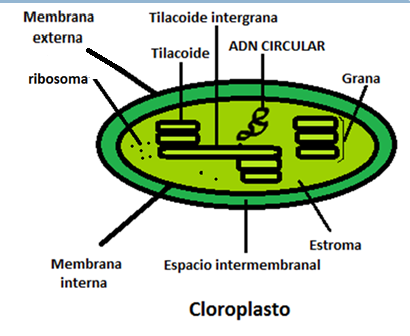 Membrana
externa
Tilacoide intergrana
Tilacoide
ADN CIRCULAR
ribosoma
Grana
Membrana
interna
Espacio intermembranal
Estroma
Cloroplasto